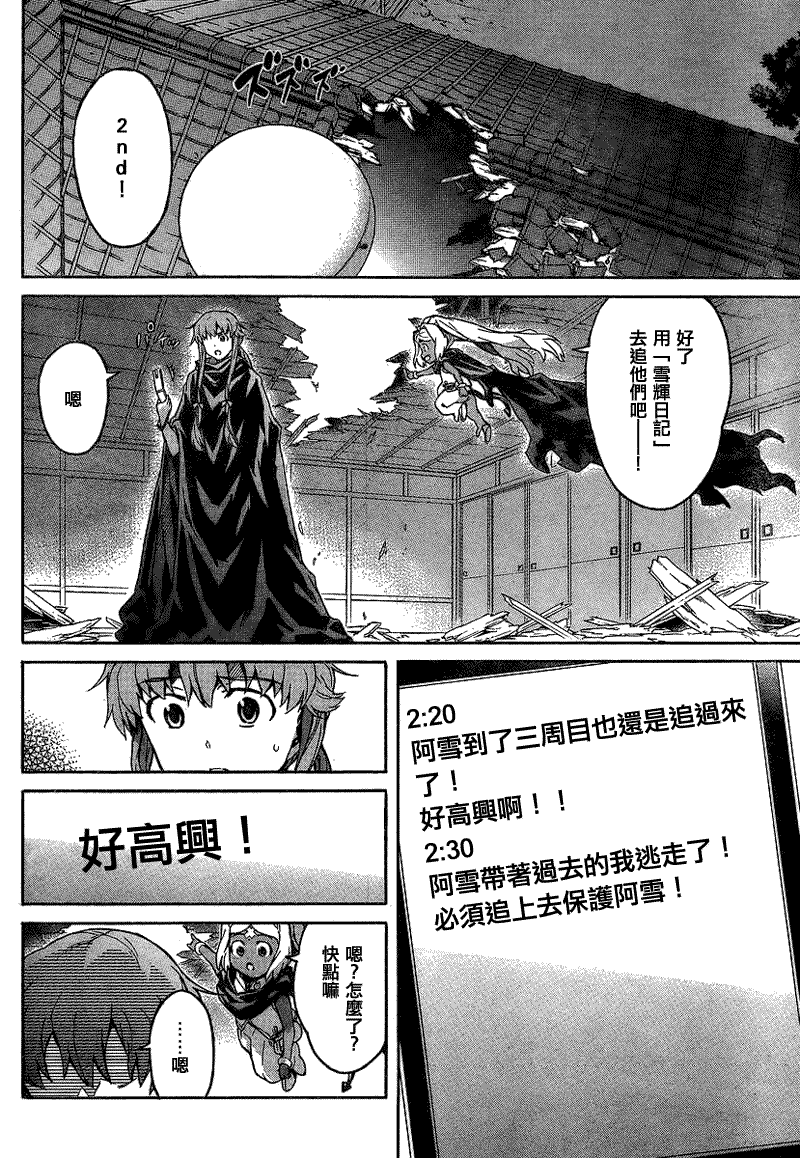 ズズズ
2nd！
好了
用「雪輝日記」
去追他們吧──！
パチッ
嗯
2:20
阿雪到了三周目也還是追過來
了！
好高興啊！！
2:30
阿雪帶著過去的我逃走了！
必須追上去保護阿雪！
好高興！
嗯？怎麼了？
快點嘛
……嗯